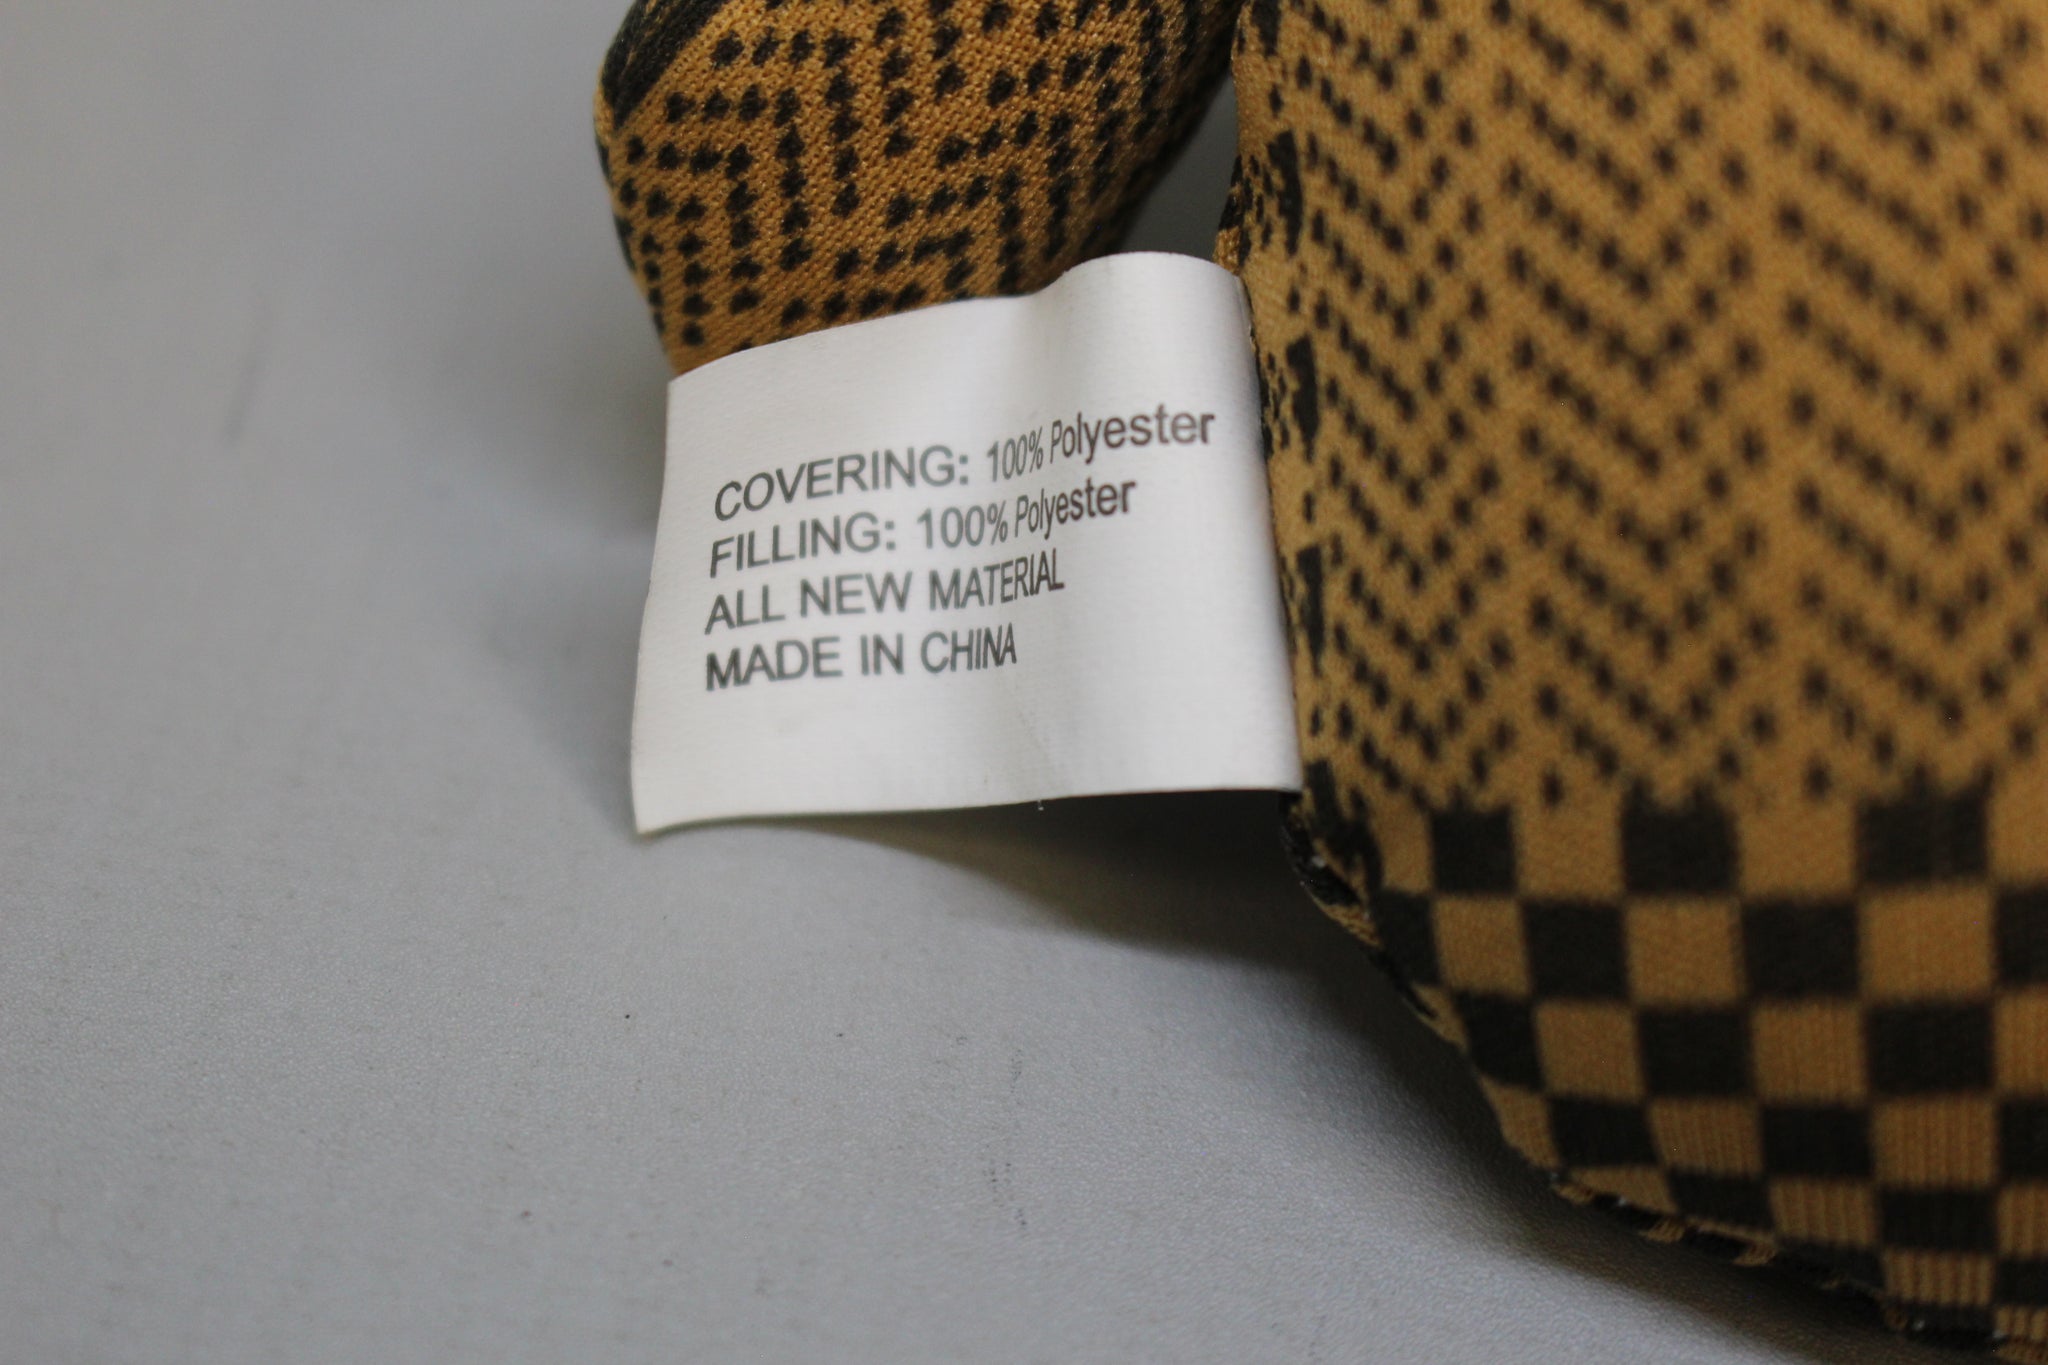 COVERING: 100% Polyester
FILLING: 100% Polyester
ALL NEW MATERIAL
MADE IN CHINA